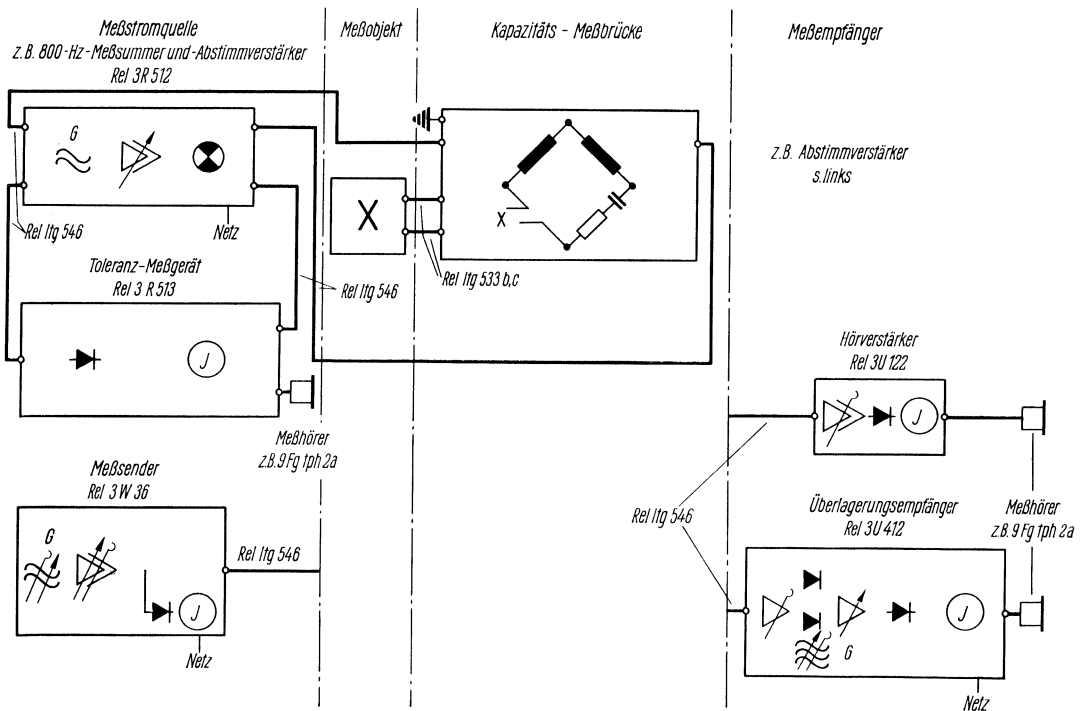 Meßstromquelle
z.B. 800-Hz-Meßsummer und-Abstimmverstärker
Rel 3R 512
Meßobjekt
Kapazitäts - Meßbrücke
Meßempfänger
G
X
X
z.B. Abstimmverstärker
s.links
Rel ltg 546
Netz
Toleranz-Meßgerät
Rel 3 R 513
Rel ltg 546
Rel ltg 533 b,c
J
Meßhörer
z.B.9 Fg tph 2a
Hörverstärker
Rel 3U 122
J
Meßsender
Rel 3 W 36
G
Rel ltg 546
J
Netz
Rel ltg 546
Überlagerungsempfänger
Rel 3U 412
Meßhörer
z.B.9 Fg tph 2a
G
J
Netz